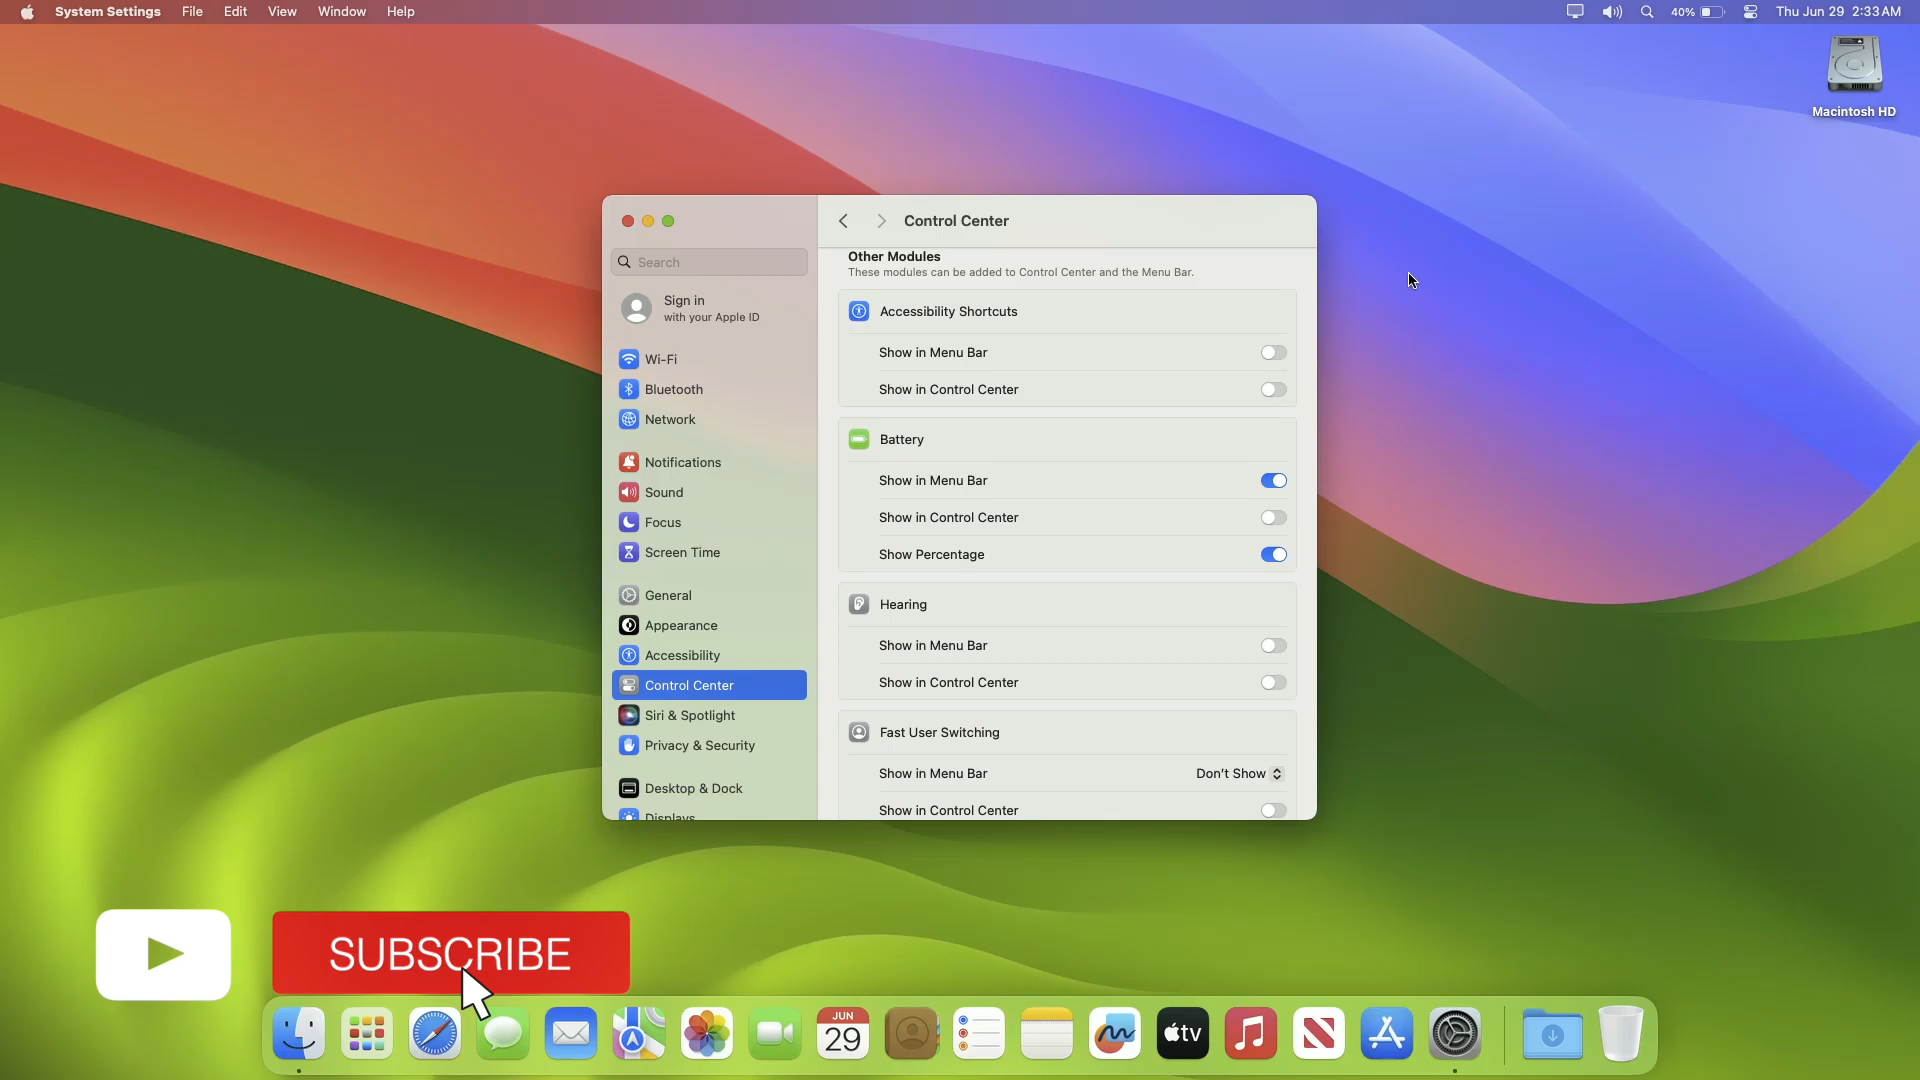 System Settings File Edit View Window Help 40% Thu Jun 29 2:33 AM
Macintosh HD
Control Center
Search
Sign in
with your Apple ID
Wi-Fi
Bluetooth
Network
Notifications
Sound
Focus
Screen Time
General
Appearance
Accessibility
Control Center
Siri & Spotlight
Privacy & Security
Desktop & Dock
Displays
Other Modules
These modules can be added to Control Center and the Menu Bar.
Accessibility Shortcuts
Show in Menu Bar
Show in Control Center
Battery
Show in Menu Bar
Show in Control Center
Show Percentage
Hearing
Show in Menu Bar
Show in Control Center
Fast User Switching
Show in Menu Bar Don't Show
Show in Control Center
SUBSCRIBE
JUN
29
tv